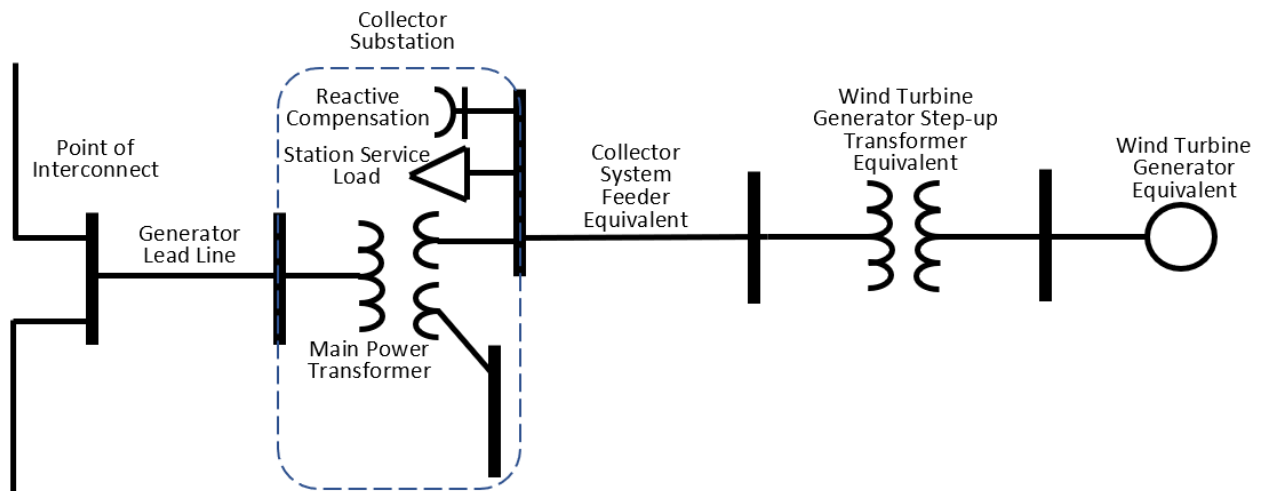 Collector
Substation
Reactive
Compensation
Station Service
Load
Point of
Interconnect
Generator
Lead Line
Main Power
Transformer
Collector
System
Feeder
Equivalent
Wind Turbine
Generator Step-up
Transformer
Equivalent
Wind Turbine
Generator
Equivalent